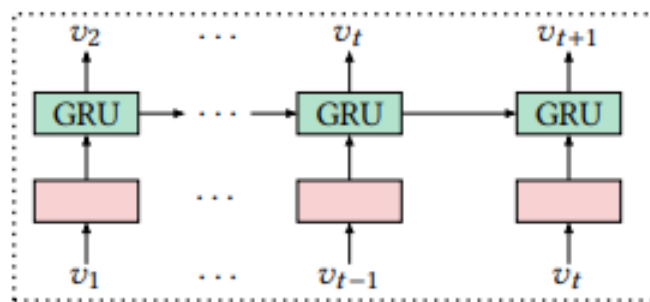 v₂ · · · vₜ vₜ₊₁
GRU · · · GRU GRU
· · ·
v₁ · · · vₜ₋₁ vₜ